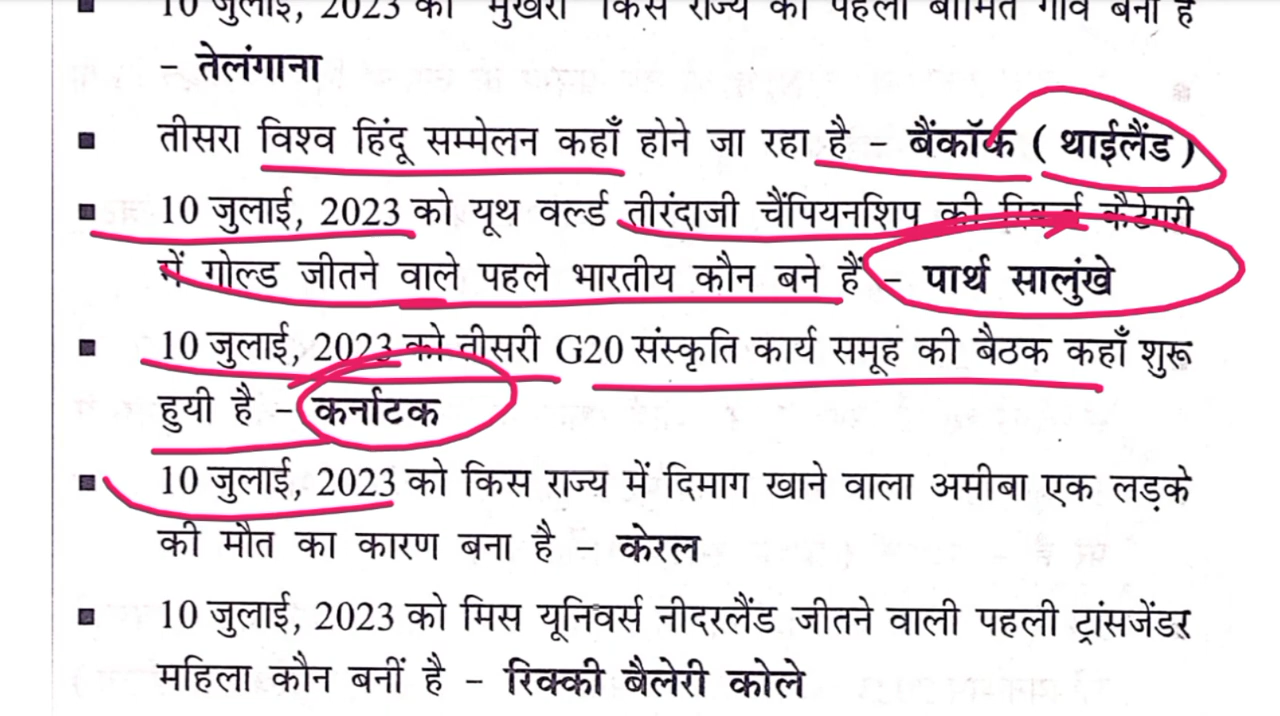 10 जुलाई, 2023 को "मुखरा" किस राज्य का पहला बीमित गाँव बना है
- तेलंगाना
तीसरा विश्व हिंदू सम्मेलन कहाँ होने जा रहा है - बैंकॉक ( थाईलैंड )
10 जुलाई, 2023 को यूथ वर्ल्ड तीरंदाजी चैंपियनशिप की रिकर्व कैटेगरी
में गोल्ड जीतने वाले पहले भारतीय कौन बने हैं - पार्थ सालुंखे
10 जुलाई, 2023 को तीसरी G20 संस्कृति कार्य समूह की बैठक कहाँ शुरू
हुयी है - कर्नाटक
10 जुलाई, 2023 को किस राज्य में दिमाग खाने वाला अमीबा एक लड़के
की मौत का कारण बना है - केरल
10 जुलाई, 2023 को मिस यूनिवर्स नीदरलैंड जीतने वाली पहली ट्रांसजेंडर
महिला कौन बनीं है - रिक्की बैलेरी कोले